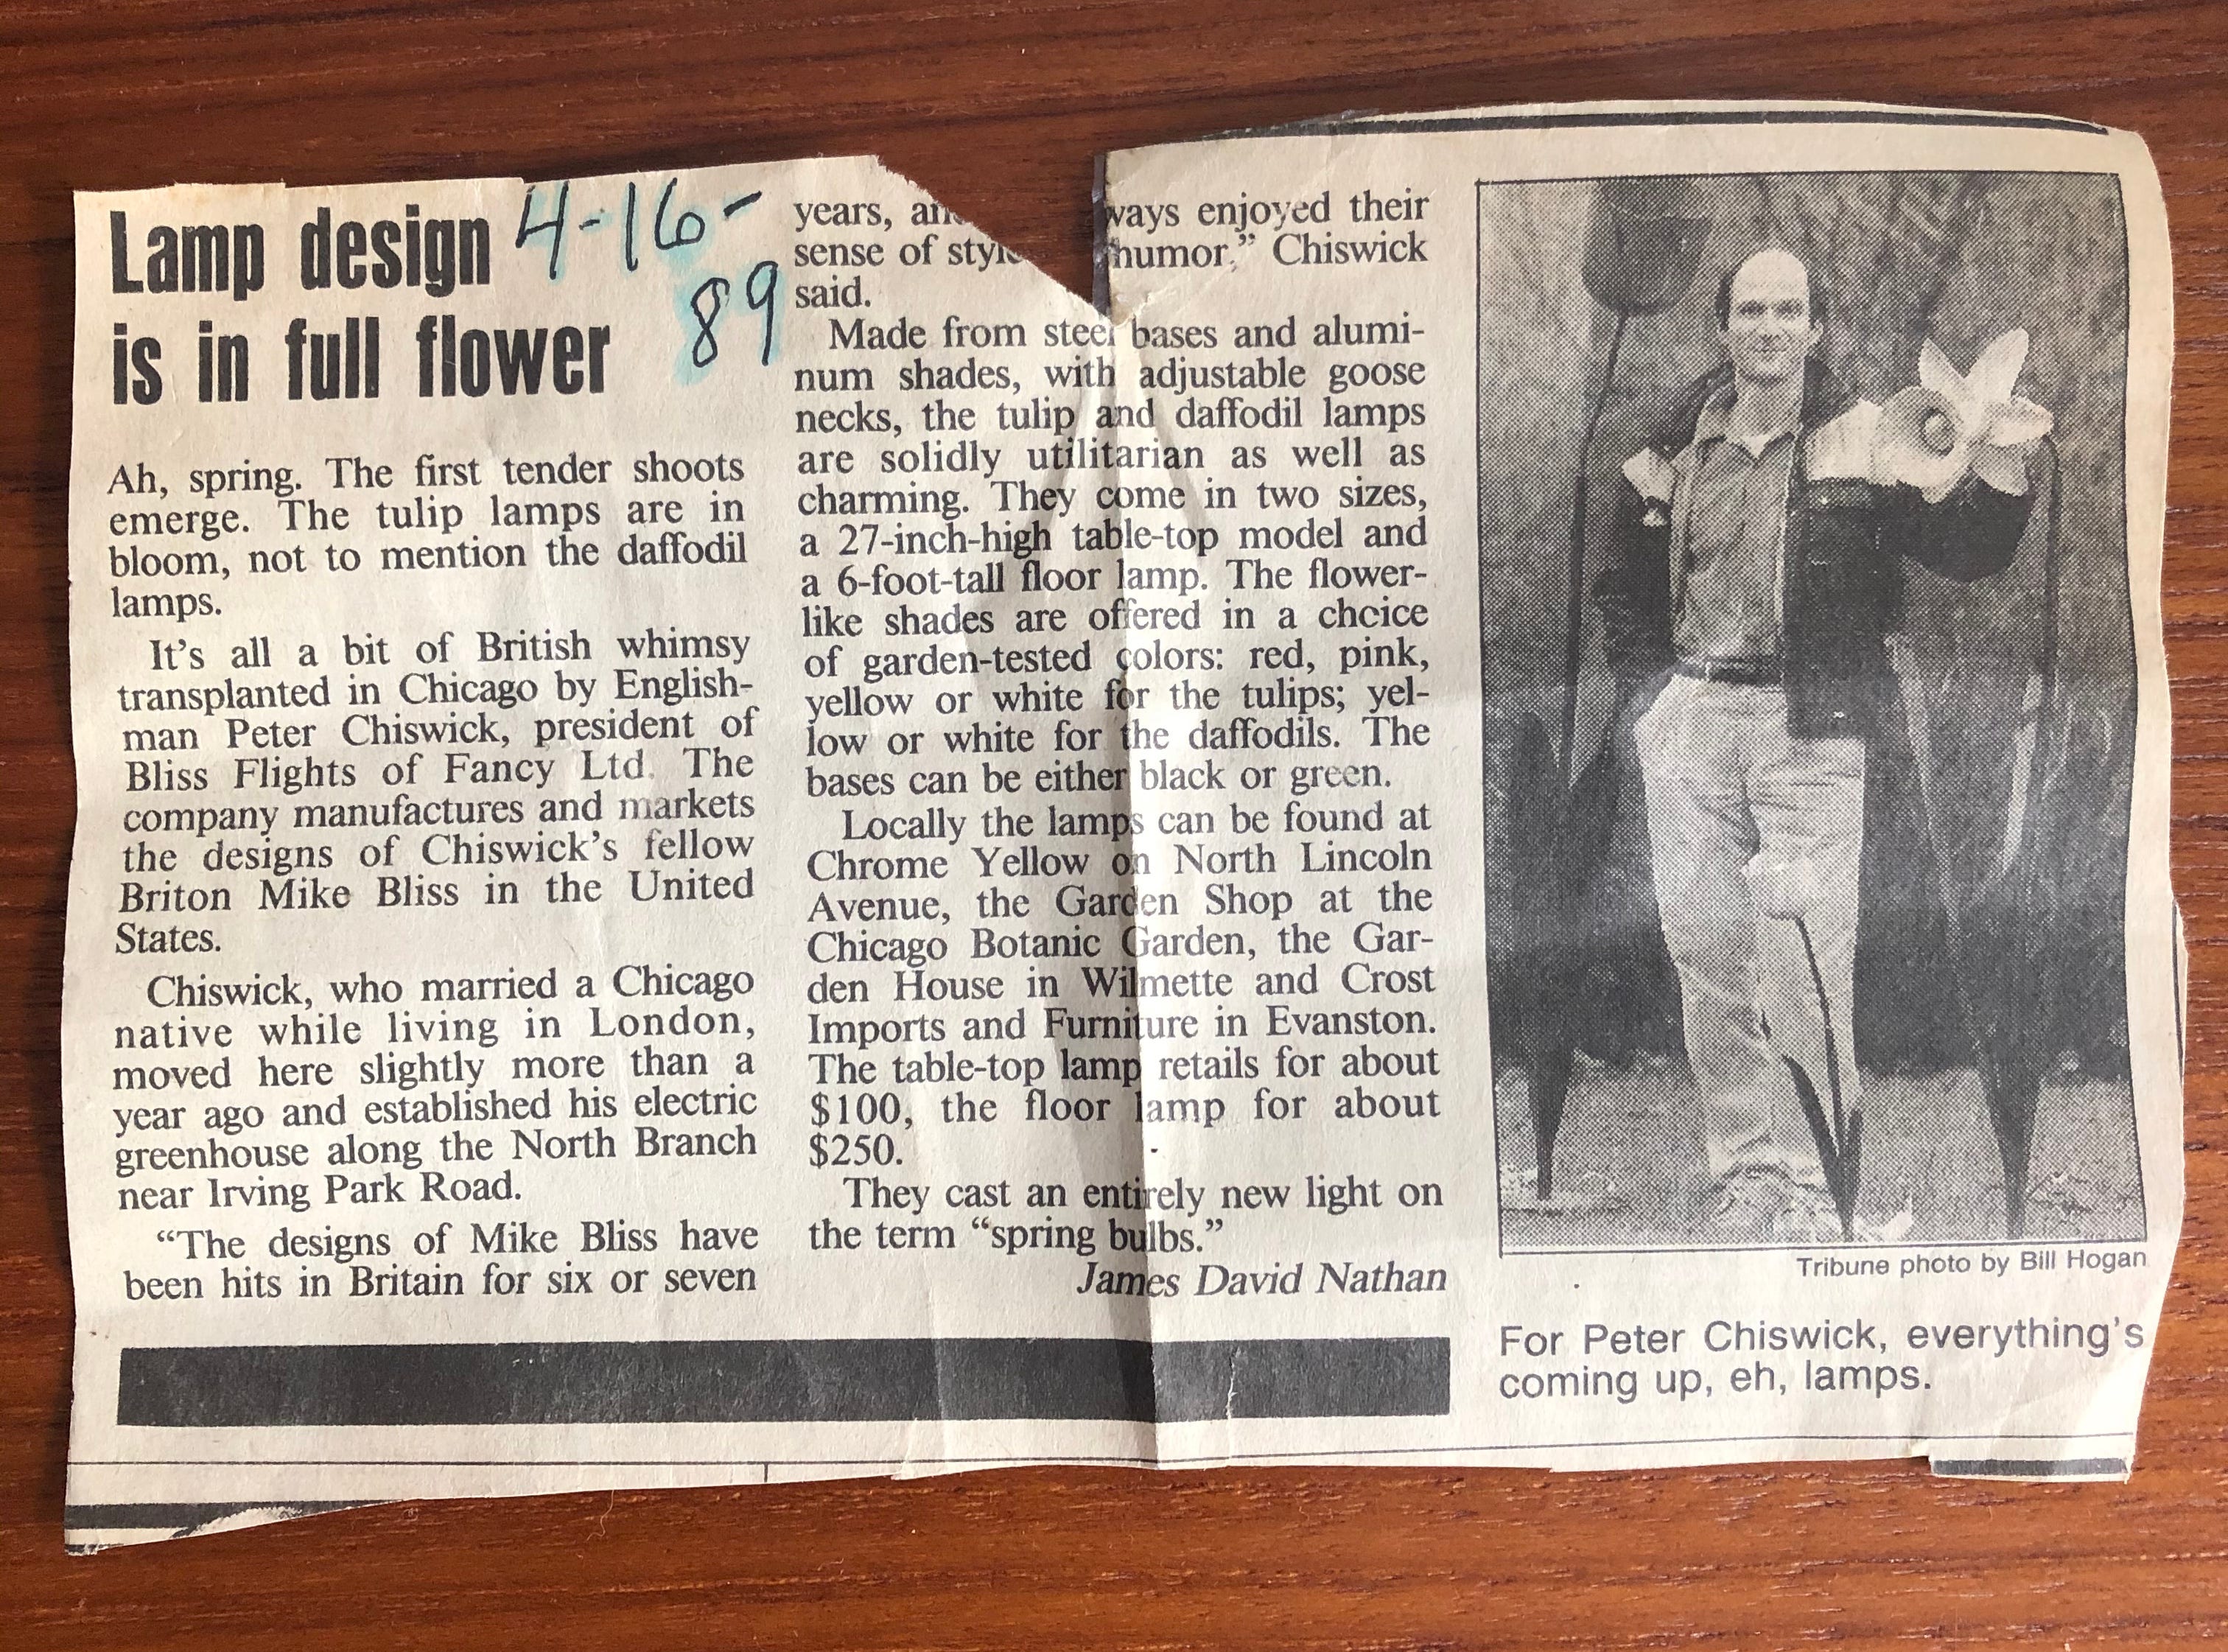 Lamp design
is in full flower
4-16-
89
Ah, spring. The first tender shoots
emerge. The tulip lamps are in
bloom, not to mention the daffodil
lamps.
It's all a bit of British whimsy
transplanted in Chicago by English-
man Peter Chiswick, president of
Bliss Flights of Fancy Ltd. The
company manufactures and markets
the designs of Chiswick's fellow
Briton Mike Bliss in the United
States.
Chiswick, who married a Chicago
native while living in London,
moved here slightly more than a
year ago and established his electric
greenhouse along the North Branch
near Irving Park Road.
“The designs of Mike Bliss have
been hits in Britain for six or seven
years, enjoyed their
sense of humor,” Chiswick
said.
Made from steel bases and alumi-
num shades, with adjustable goose
necks, the tulip and daffodil lamps
are solidly utilitarian as well as
charming. They come in two sizes,
a 27-inch-high table-top model and
a 6-foot-tall floor lamp. The flower-
like shades are offered in a choice
of garden-tested colors: red, pink,
yellow or white for the tulips; yel-
low or white for the daffodils. The
bases can be either black or green.
Locally the lamps can be found at
Chrome Yellow on North Lincoln
Avenue, the Garden Shop at the
Chicago Botanic Garden, the Gar-
den House in Wilmette and Crost
Imports and Furniture in Evanston.
The table-top lamp retails for about
$100, the floor lamp for about
$250.
They cast an entirely new light on
the term “spring bulbs.”
James David Nathan
Tribune photo by Bill Hogan
For Peter Chiswick, everything's
coming up, eh, lamps.